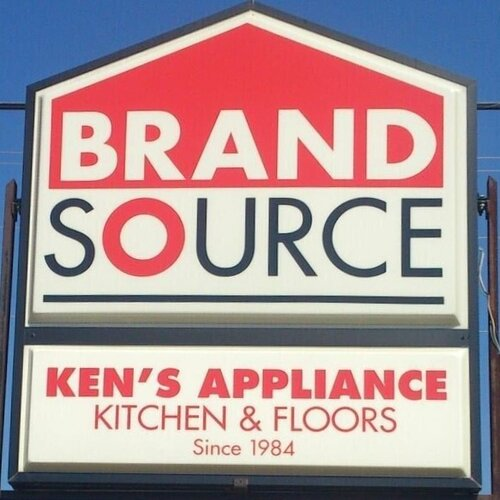 BRAND
SOURCE
KEN'S APPLIANCE
KITCHEN & FLOORS
Since 1984